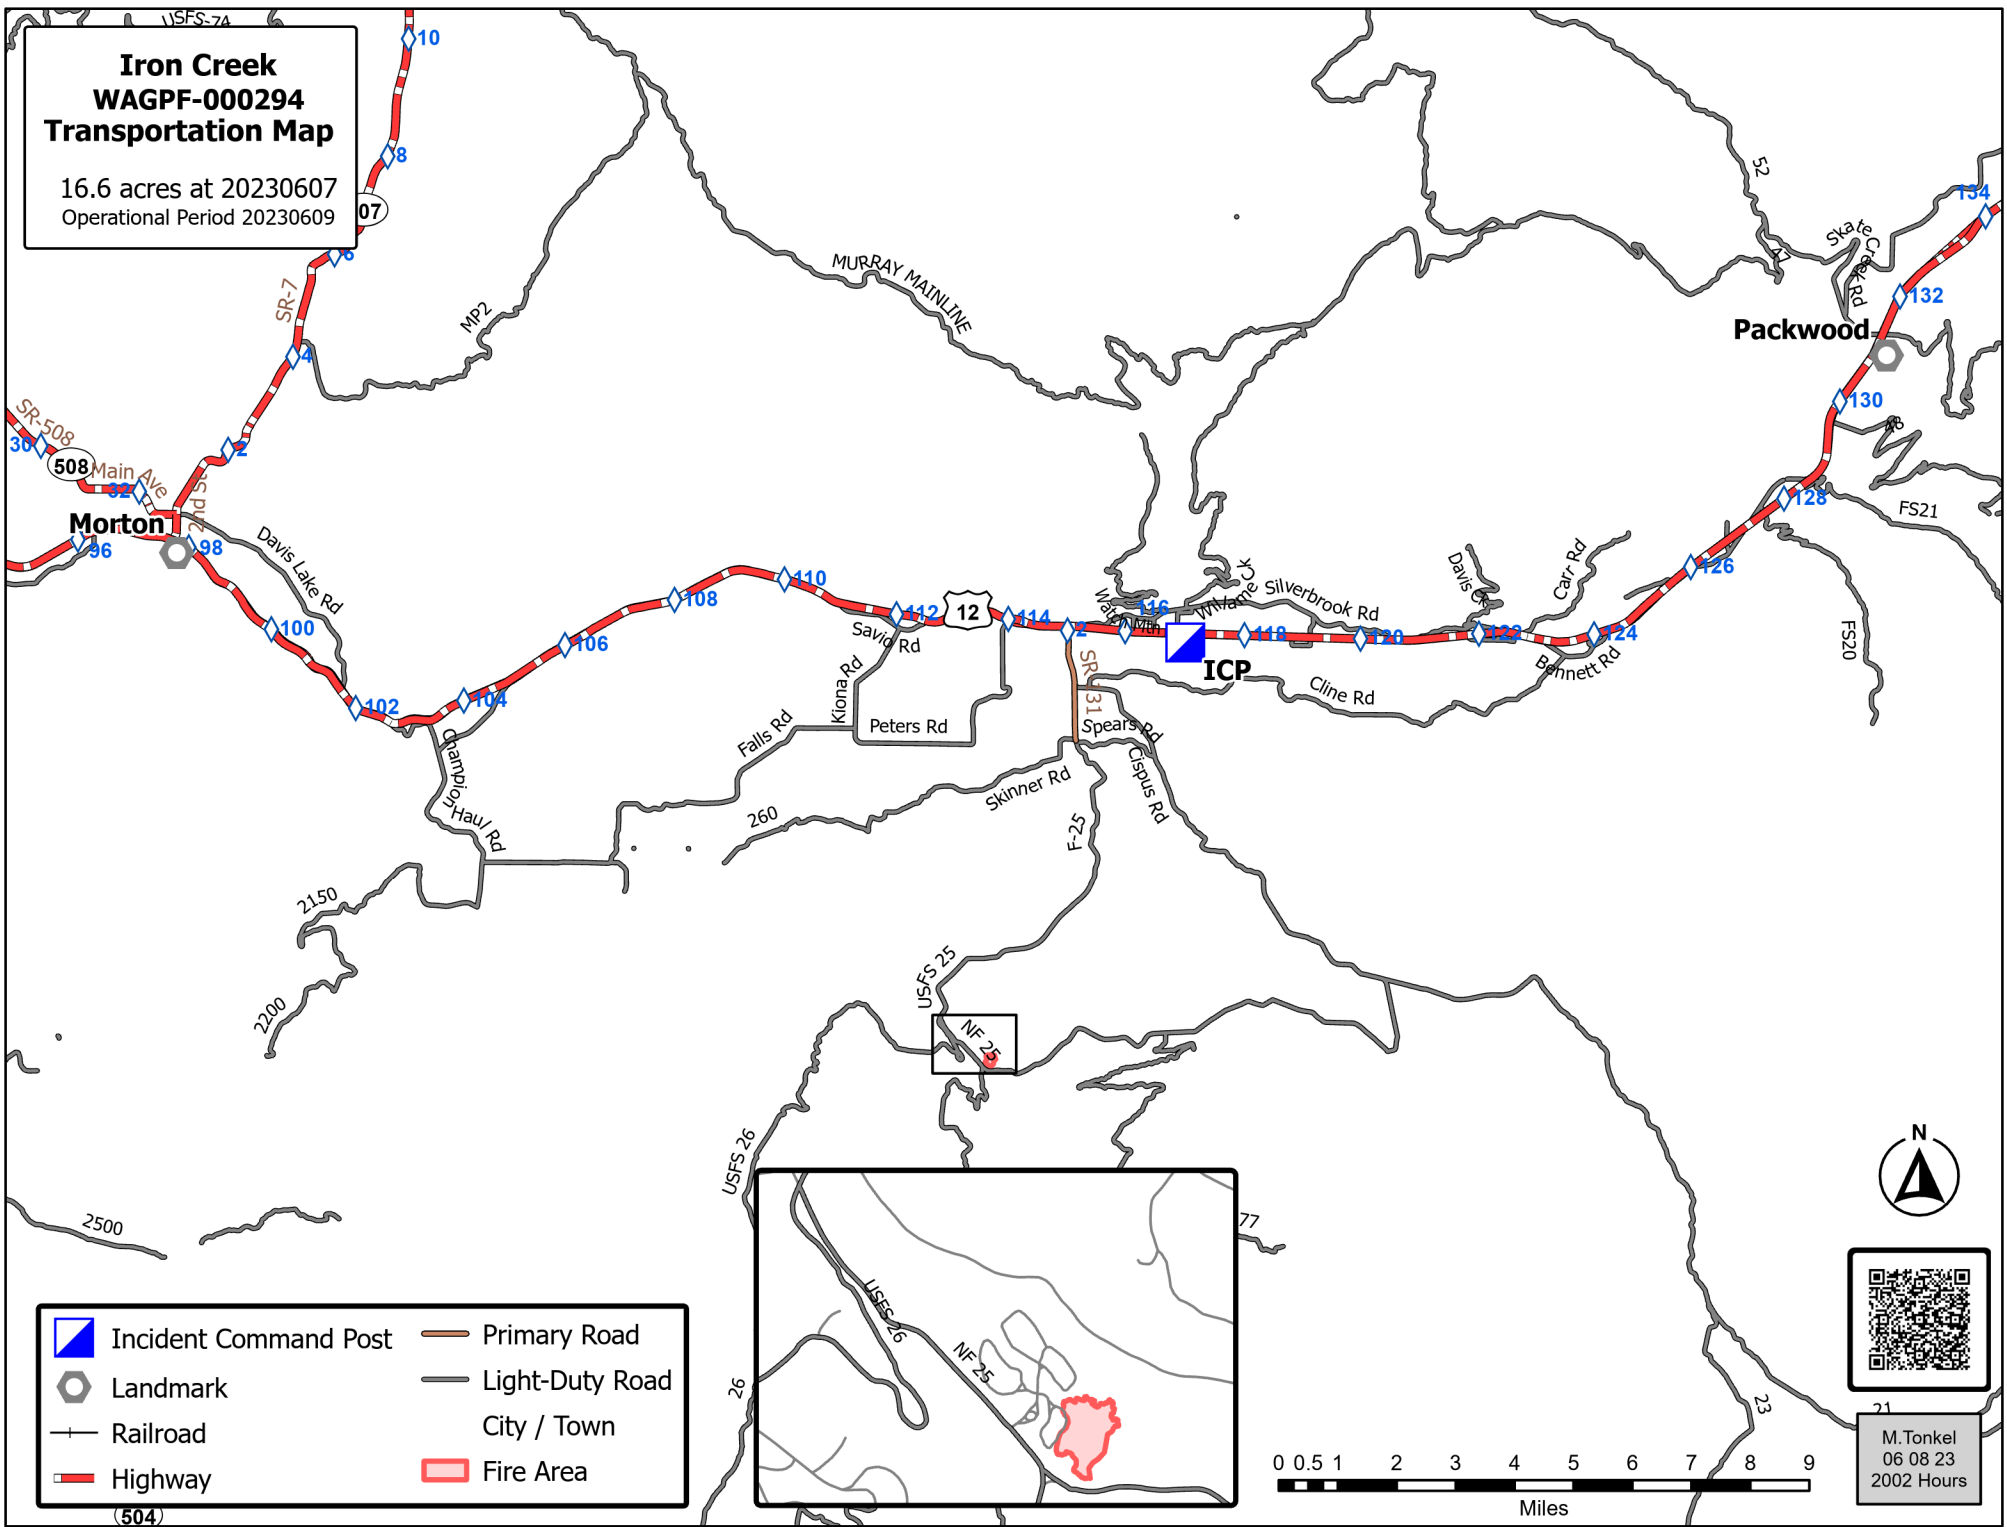 USFS-74
Iron Creek
WAGPF-000294
Transportation Map
16.6 acres at 20230607
Operational Period 20230609
10
8
07
6
SR-7
4
2
MP2
MURRAY MAINLINE
52
47
Skate Creek Rd
134
132
Packwood
130
48
128
FS21
FS20
126
SR-508
30
508
Main Ave
32
2nd St
Morton
96
98
Davis Lake Rd
100
102
104
106
108
110
112
12
114
2
116
118
120
122
124
Watch Mtn
Willame Ck
Silverbrook Rd
Davis Ck
Carr Rd
Bennett Rd
ICP
Cline Rd
Savio Rd
Kiona Rd
Peters Rd
Falls Rd
SR-131
Spears Rd
Cispus Rd
Skinner Rd
260
F-25
Champion Haul Rd
2150
2200
USFS 25
NF 25
USFS 26
2500
77
USFS 26
NF 25
26
23
21
504
Incident Command Post
Landmark
Railroad
Highway
Primary Road
Light-Duty Road
City / Town
Fire Area
N
0 0.5 1 2 3 4 5 6 7 8 9
Miles
M.Tonkel
06 08 23
2002 Hours